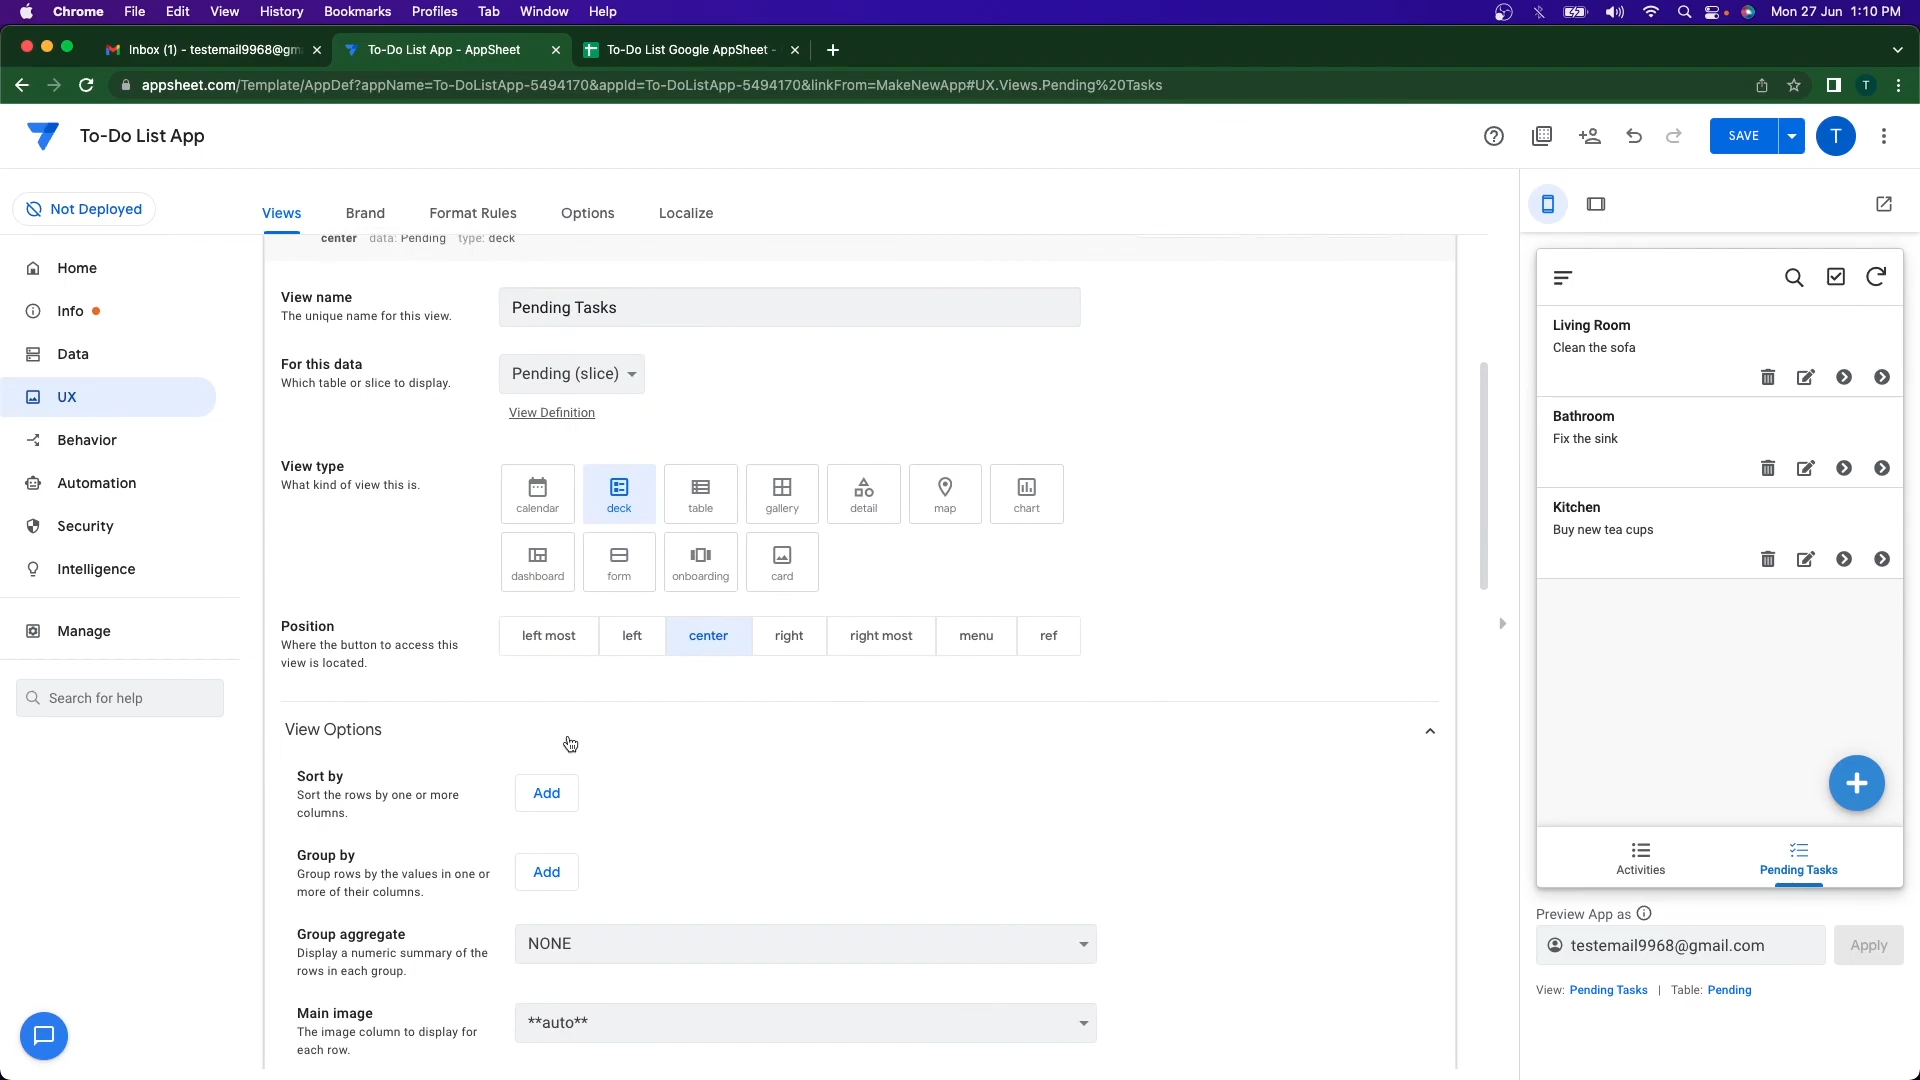 Chrome File Edit View History Bookmarks Profiles Tab Window Help Mon 27 Jun 1:10 PM
Inbox (1) - testemail9968@gm To-Do List App - AppSheet To-Do List Google AppSheet -
appsheet.com/Template/AppDef?appName=To-DoListApp-5494170&appId=To-DoListApp-5494170&linkFrom=MakeNewApp#UX.Views.Pending%20Tasks T
To-Do List App SAVE T
Not Deployed
Home
Info
Data
UX
Behavior
Automation
Security
Intelligence
Manage
Search for help
Views Brand Format Rules Options Localize
center data: Pending type: deck
View name
The unique name for this view.
Pending Tasks
For this data
Which table or slice to display.
Pending (slice)
View Definition
View type
What kind of view this is.
calendar deck table gallery detail map chart
dashboard form onboarding card
Position
Where the button to access this
view is located.
left most left center right right most menu ref
View Options
Sort by
Sort the rows by one or more
columns.
Add
Group by
Group rows by the values in one or
more of their columns.
Add
Group aggregate
Display a numeric summary of the
rows in each group.
NONE
Main image
The image column to display for
each row.
**auto**
Living Room
Clean the sofa
Bathroom
Fix the sink
Kitchen
Buy new tea cups
Activities Pending Tasks
Preview App as
testemail9968@gmail.com Apply
View: Pending Tasks | Table: Pending